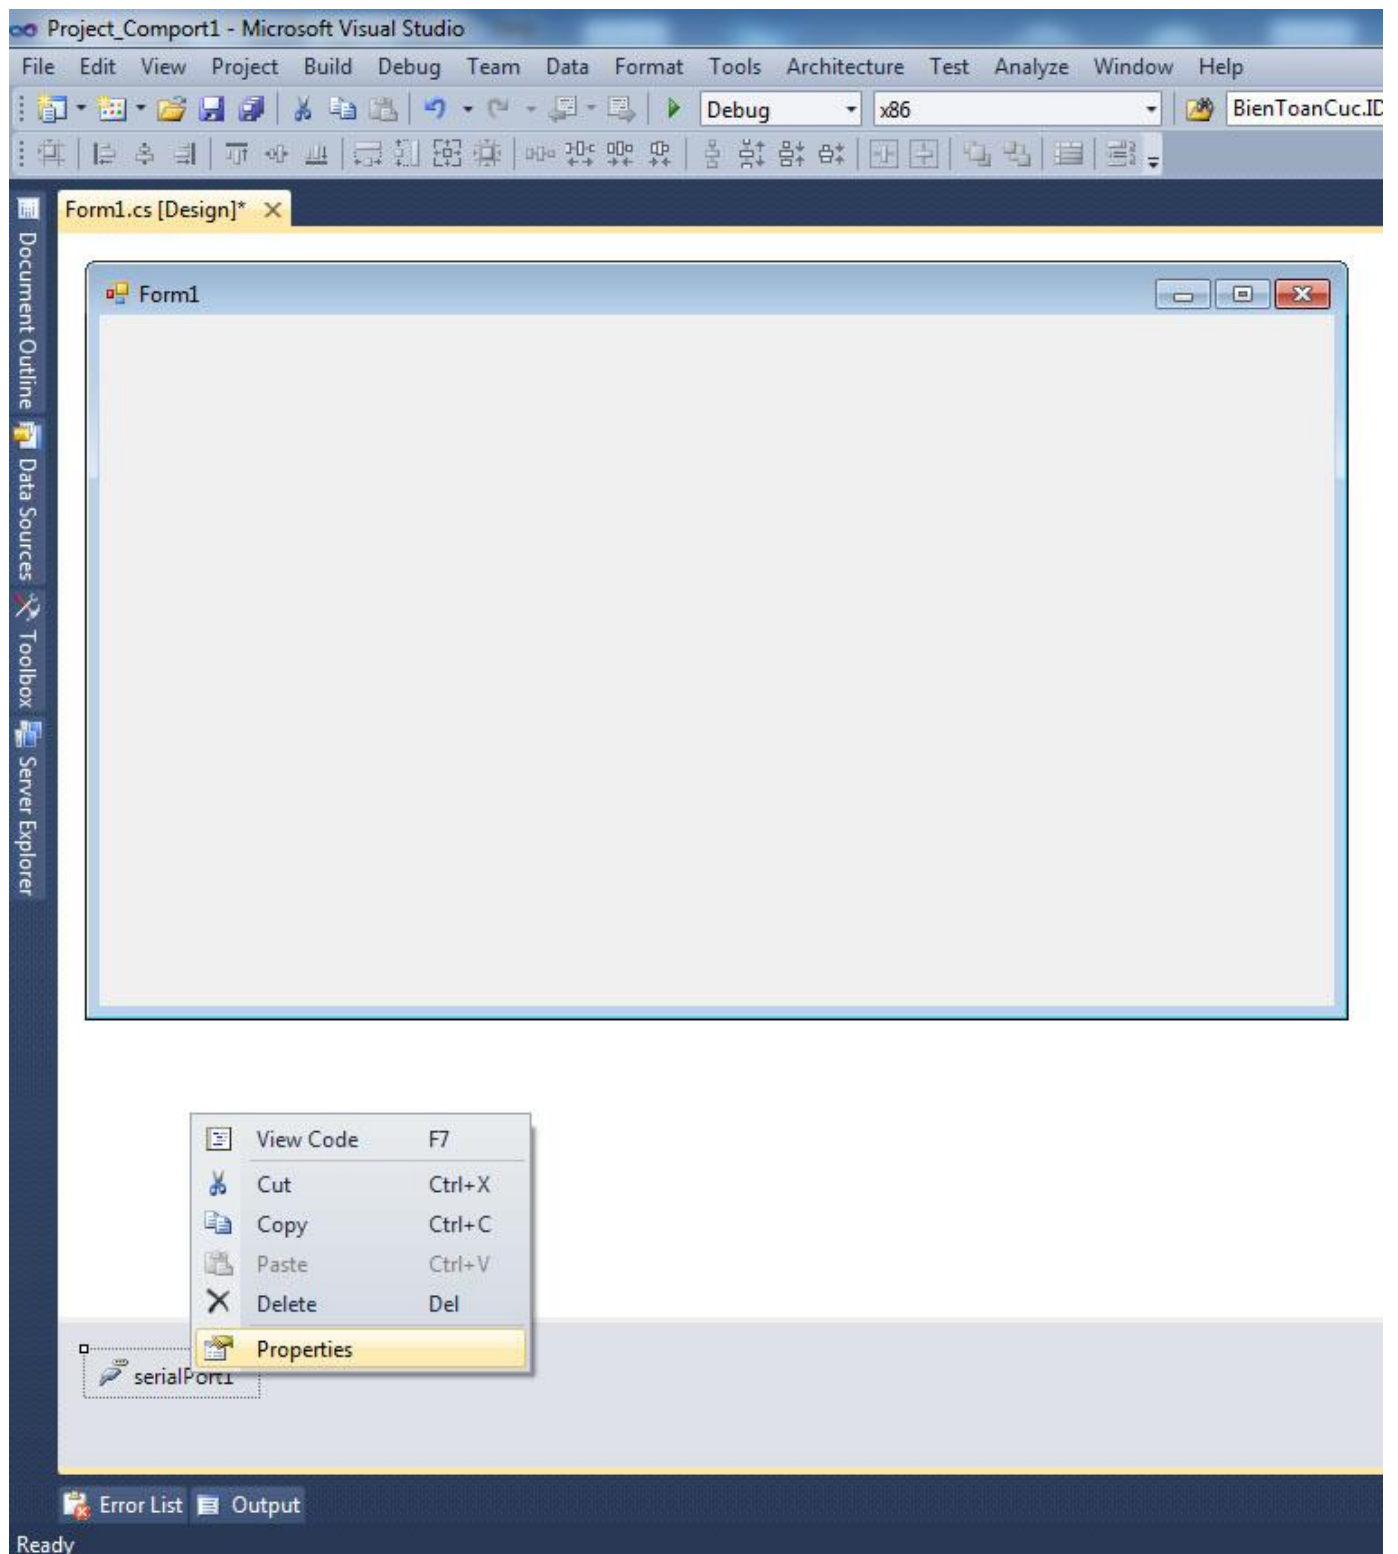 Project_Comport1 - Microsoft Visual Studio
File Edit View Project Build Debug Team Data Format Tools Architecture Test Analyze Window Help
Debug x86 BienToanCuc.ID
Form1.cs [Design]*
Document Outline
Data Sources
Toolbox
Server Explorer
Form1
View Code F7
Cut Ctrl+X
Copy Ctrl+C
Paste Ctrl+V
Delete Del
Properties
serialPort1
Error List Output
Ready